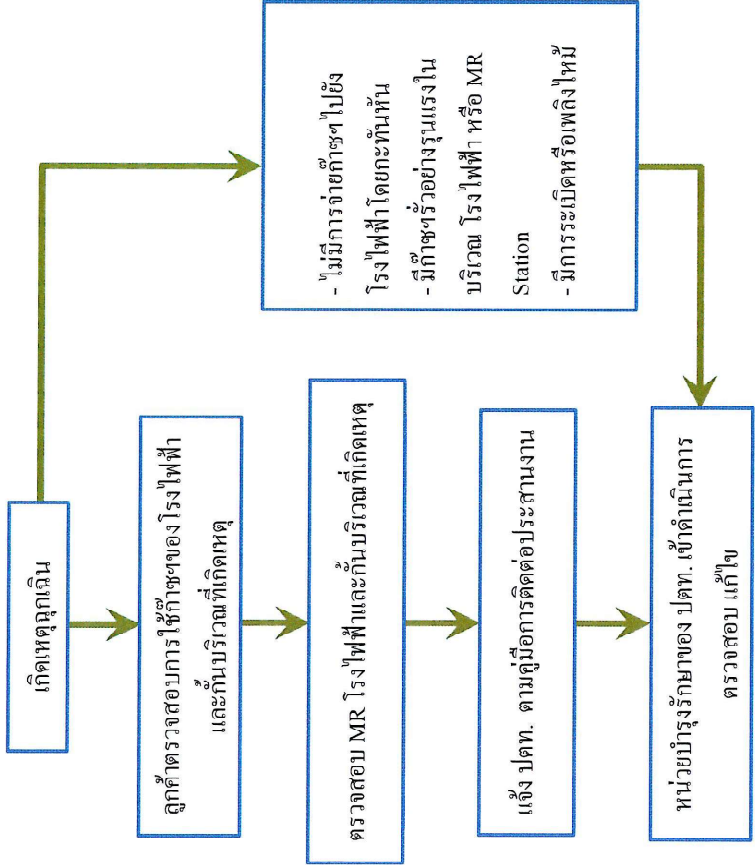 เกิดเหตุฉุกเฉิน
ลูกค้าตรวจสอบการใช้ก๊าซฯของโรงไฟฟ้า
และกั้นบริเวณที่เกิดเหตุ
ตรวจสอบ MR โรงไฟฟ้าและกั้นบริเวณที่เกิดเหตุ
แจ้ง ปตท. ตามคู่มือการติดต่อประสานงาน
หน่วยบำรุงรักษาของ ปตท. เข้าดำเนินการ
ตรวจสอบ แก้ไข
- ไม่มีการจ่ายก๊าซฯ ไปยัง
โรงไฟฟ้าโดยกะทันหัน
- มีก๊าซฯรั่วอย่างรุนแรงใน
บริเวณ โรงไฟฟ้า หรือ MR
Station
- มีการระเบิดหรือเพลิงไหม้